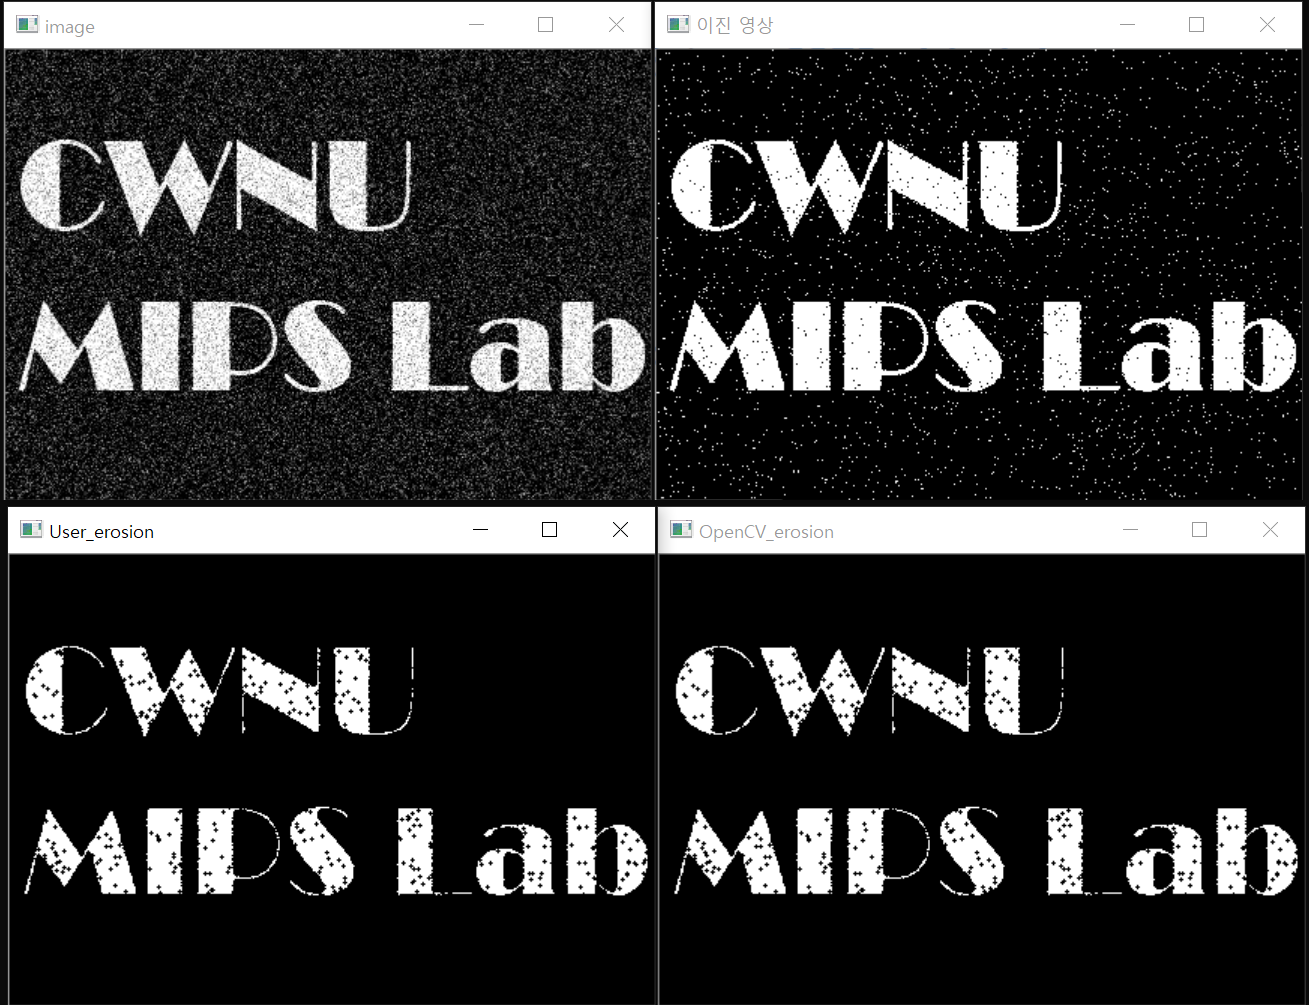 image
이진 영상
CWNU
MIPS Lab
CWNU
MIPS Lab
User_erosion
OpenCV_erosion
CWNU
MIPS Lab
CWNU
MIPS Lab